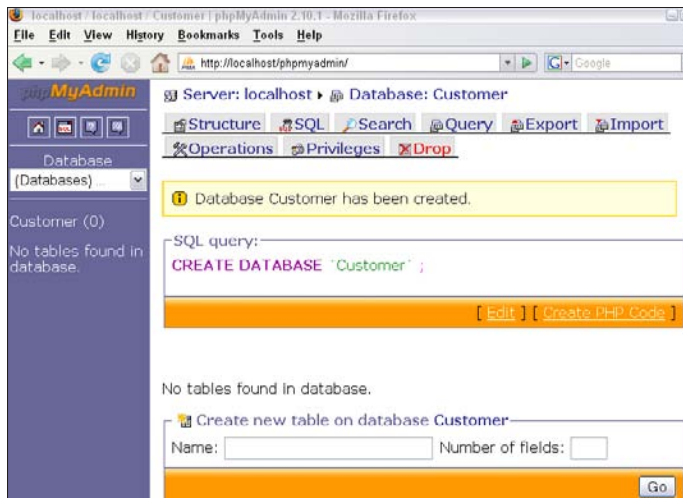 localhost / localhost / Customer | phpMyAdmin 2.10.1 - Mozilla Firefox
File Edit View History Bookmarks Tools Help
http://localhost/phpmyadmin/
G Google
phpMyAdmin
Database
(Databases) ...
Customer (0)
No tables found in
database.
Server: localhost ▸ Database: Customer
Structure SQL Search Query Export Import
Operations Privileges Drop
Database Customer has been created.
SQL query:
CREATE DATABASE `Customer` ;
[ Edit ] [ Create PHP Code ]
No tables found in database.
Create new table on database Customer
Name: Number of fields:
Go